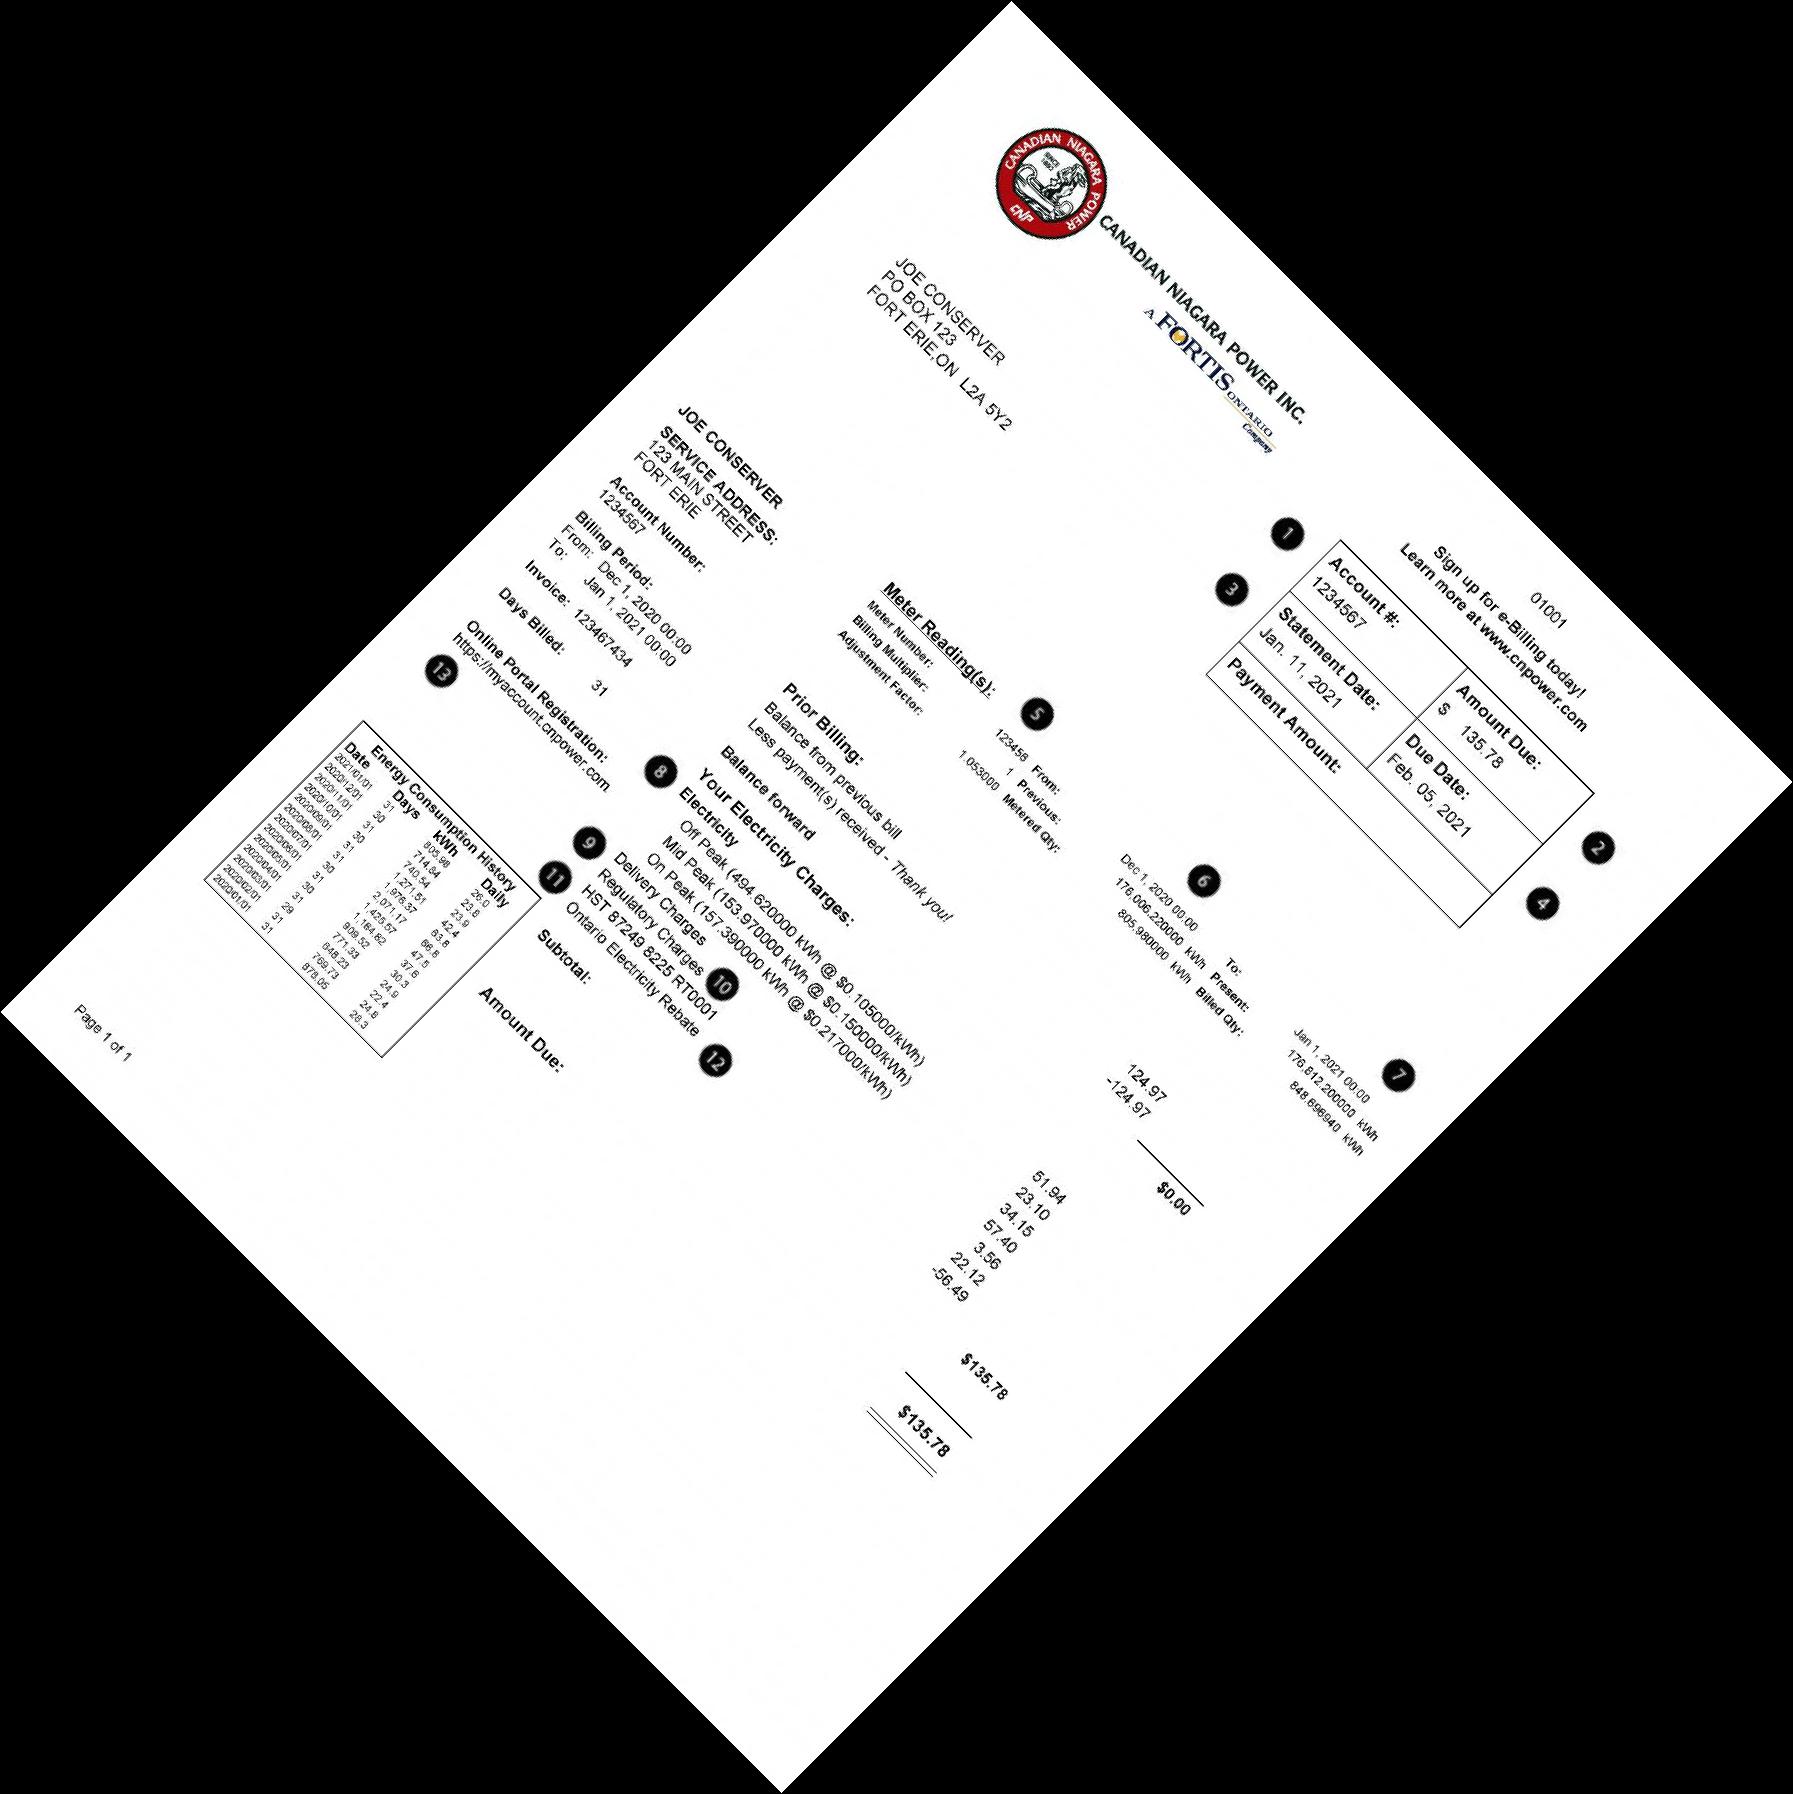 CANADIAN NIAGARA POWER
SINCE 1892
CNP
CANADIAN NIAGARA POWER INC.
A FORTIS ONTARIO
Company
01001
Sign up for e-Billing today!
Learn more at www.cnpower.com
JOE CONSERVER
PO BOX 123
FORT ERIE,ON L2A 5Y2
1
Account #: Amount Due:
1234567 $ 135.78
2
3
Statement Date: Due Date:
Jan. 11, 2021 Feb. 05, 2021
4
Payment Amount:
JOE CONSERVER
SERVICE ADDRESS:
123 MAIN STREET
FORT ERIE
Account Number:
1234567
Billing Period:
From: Dec 1, 2020 00:00
To: Jan 1, 2021 00:00
Invoice: 123467434
Days Billed: 31
Online Portal Registration:
https://myaccount.cnpower.com
13
Energy Consumption History
Date Days kWh Daily
2021/01/01 31 805.98 26.0
2020/12/01 30 714.84 23.8
2020/11/01 31 740.54 23.9
2020/10/01 30 1,271.51 42.4
2020/09/01 31 1,976.37 63.8
2020/08/01 31 2,071.17 66.8
2020/07/01 30 1,425.57 47.5
2020/06/01 31 1,164.82 37.6
2020/05/01 30 909.52 30.3
2020/04/01 31 771.33 24.9
2020/03/01 29 648.23 22.4
2020/02/01 31 769.73 24.8
2020/01/01 31 878.05 28.3
Meter Reading(s):
5
6
7
Meter Number: 123456 From: Dec 1, 2020 00:00 To: Jan 1, 2021 00:00
Billing Multiplier: 1 Previous: 176,006.220000 kWh Present: 176,812.200000 kWh
Adjustment Factor: 1.053000 Metered Qty: 805.980000 kWh Billed Qty: 848.696940 kWh
Prior Billing:
Balance from previous bill 124.97
Less payment(s) received - Thank you! -124.97
Balance forward $0.00
Your Electricity Charges:
8
Electricity
Off Peak (494.620000 kWh @ $0.105000/kWh) 51.94
Mid Peak (153.970000 kWh @ $0.150000/kWh) 23.10
On Peak (157.390000 kWh @ $0.217000/kWh) 34.15
9
Delivery Charges 57.40
Regulatory Charges 3.56
10
11
HST 87249 8225 RT0001 22.12
Ontario Electricity Rebate -56.49
12
Subtotal: $135.78
Amount Due: $135.78
Page 1 of 1